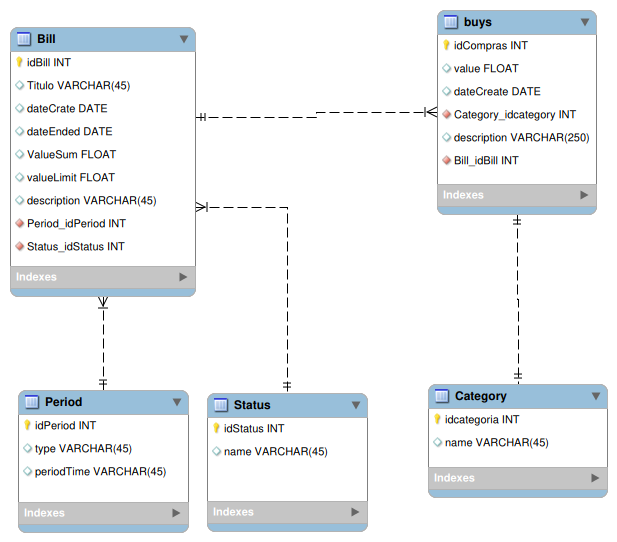 Bill
idBill INT
Titulo VARCHAR(45)
dateCrate DATE
dateEnded DATE
ValueSum FLOAT
valueLimit FLOAT
description VARCHAR(45)
Period_idPeriod INT
Status_idStatus INT
Indexes
buys
idCompras INT
value FLOAT
dateCreate DATE
Category_idcategory INT
description VARCHAR(250)
Bill_idBill INT
Indexes
Period
idPeriod INT
type VARCHAR(45)
periodTime VARCHAR(45)
Indexes
Status
idStatus INT
name VARCHAR(45)
Indexes
Category
idcategoria INT
name VARCHAR(45)
Indexes